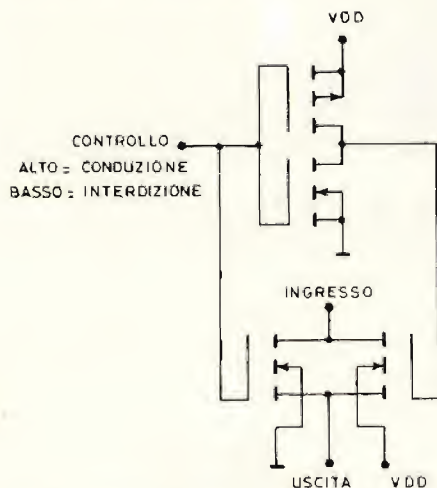 VDD
CONTROLLO
ALTO = CONDUZIONE
BASSO = INTERDIZIONE
INGRESSO
USCITA VDD